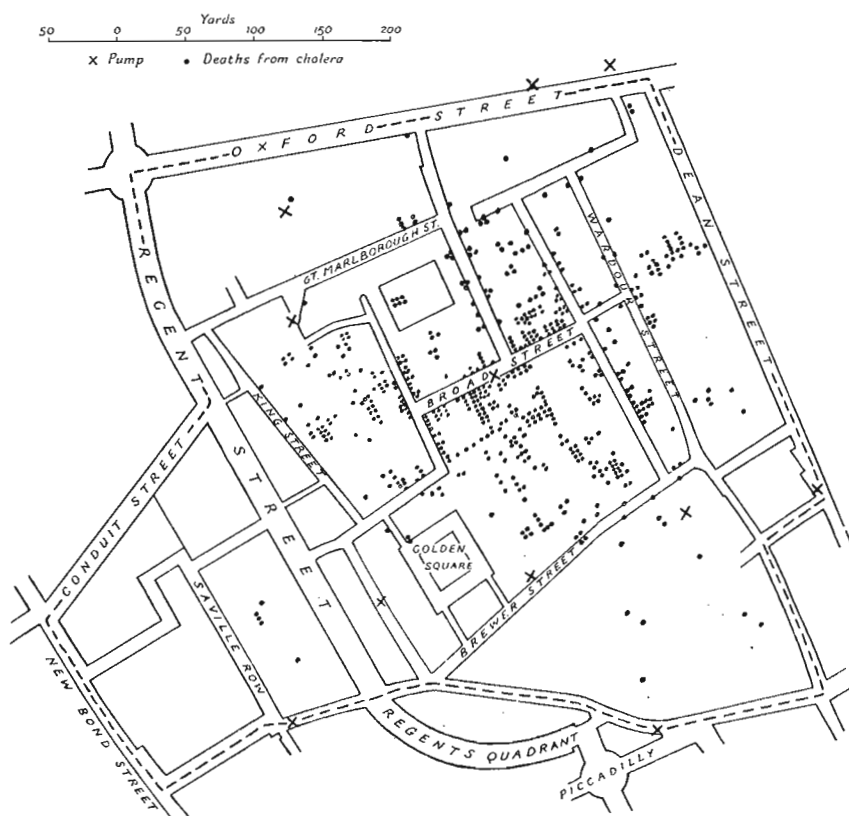 Yards
50 0 50 100 150 200
× Pump • Deaths from cholera
OXFORD STREET
DEAN STREET
WARDOUR STREET
GT. MARLBOROUGH ST.
REGENT STREET
BROAD STREET
KING STREET
CONDUIT STREET
GOLDEN
SQUARE
SAVILLE ROW
BREWER STREET
NEW BOND STREET
REGENTS QUADRANT
PICCADILLY